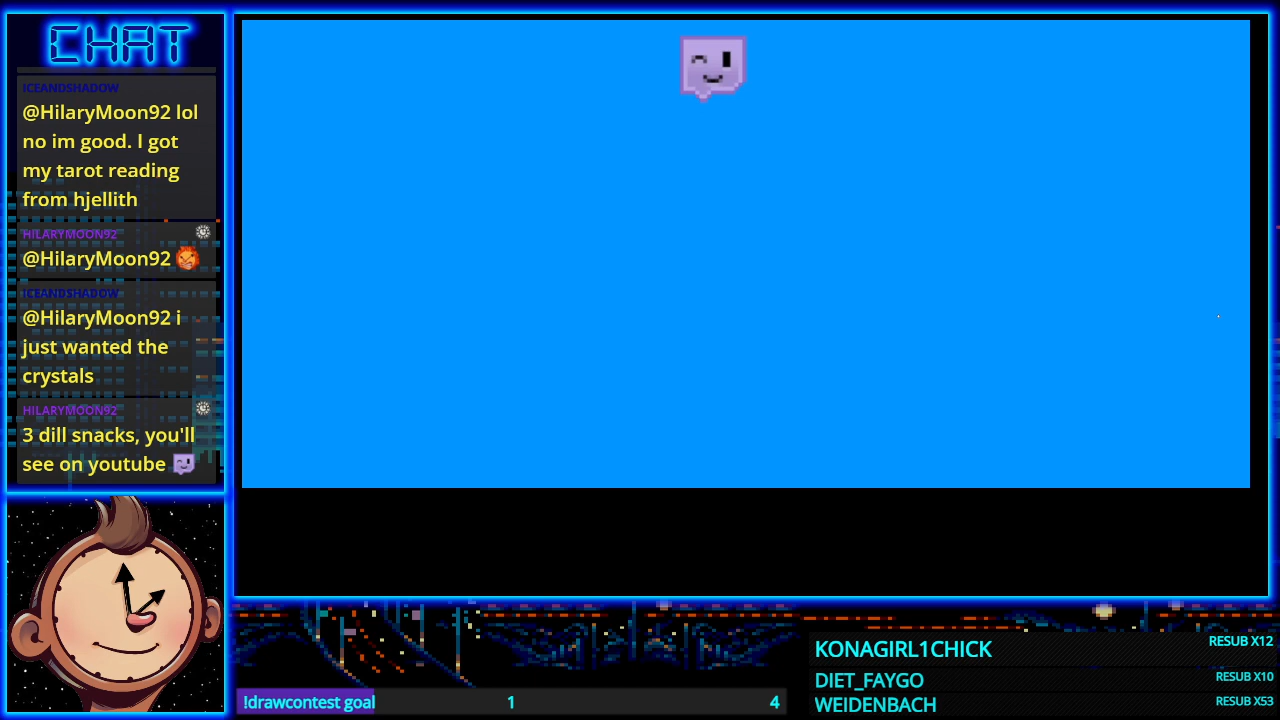 CHAT
ICEANDSHADOW
@HilaryMoon92 lol
no im good. I got
my tarot reading
from hjellith
HILARYMOON92
@HilaryMoon92
ICEANDSHADOW
@HilaryMoon92 i
just wanted the
crystals
HILARYMOON92
3 dill snacks, you'll
see on youtube
!drawcontest goal 1 4
KONAGIRL1CHICK RESUB X12
DIET_FAYGO RESUB X10
WEIDENBACH RESUB X53